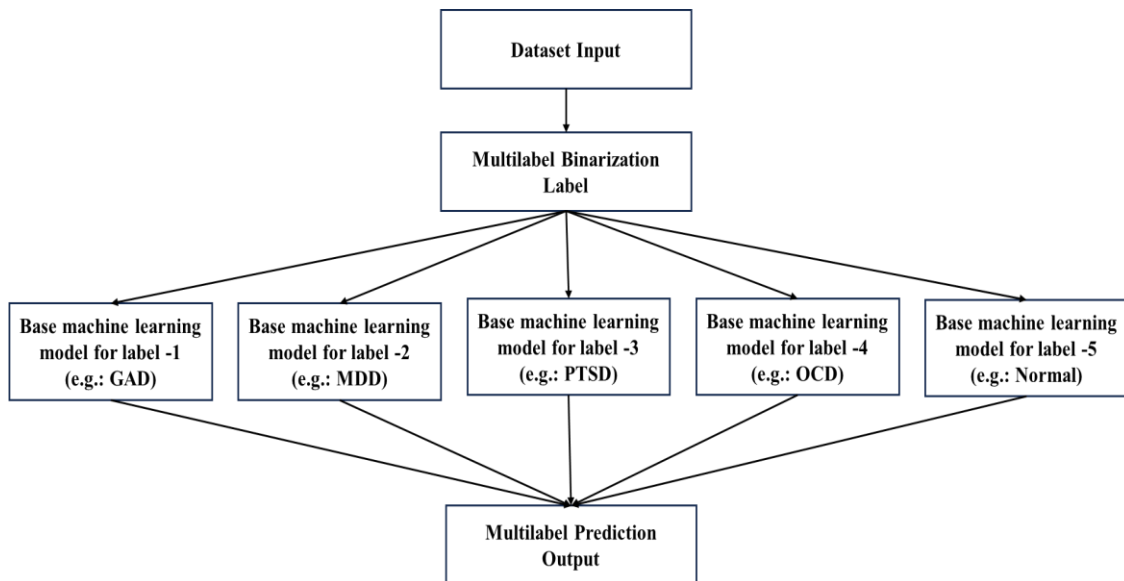 Dataset Input
Multilabel Binarization
Label
Base machine learning
model for label -1
(e.g.: GAD)
Base machine learning
model for label -2
(e.g.: MDD)
Base machine learning
model for label -3
(e.g.: PTSD)
Base machine learning
model for label -4
(e.g.: OCD)
Base machine learning
model for label -5
(e.g.: Normal)
Multilabel Prediction
Output